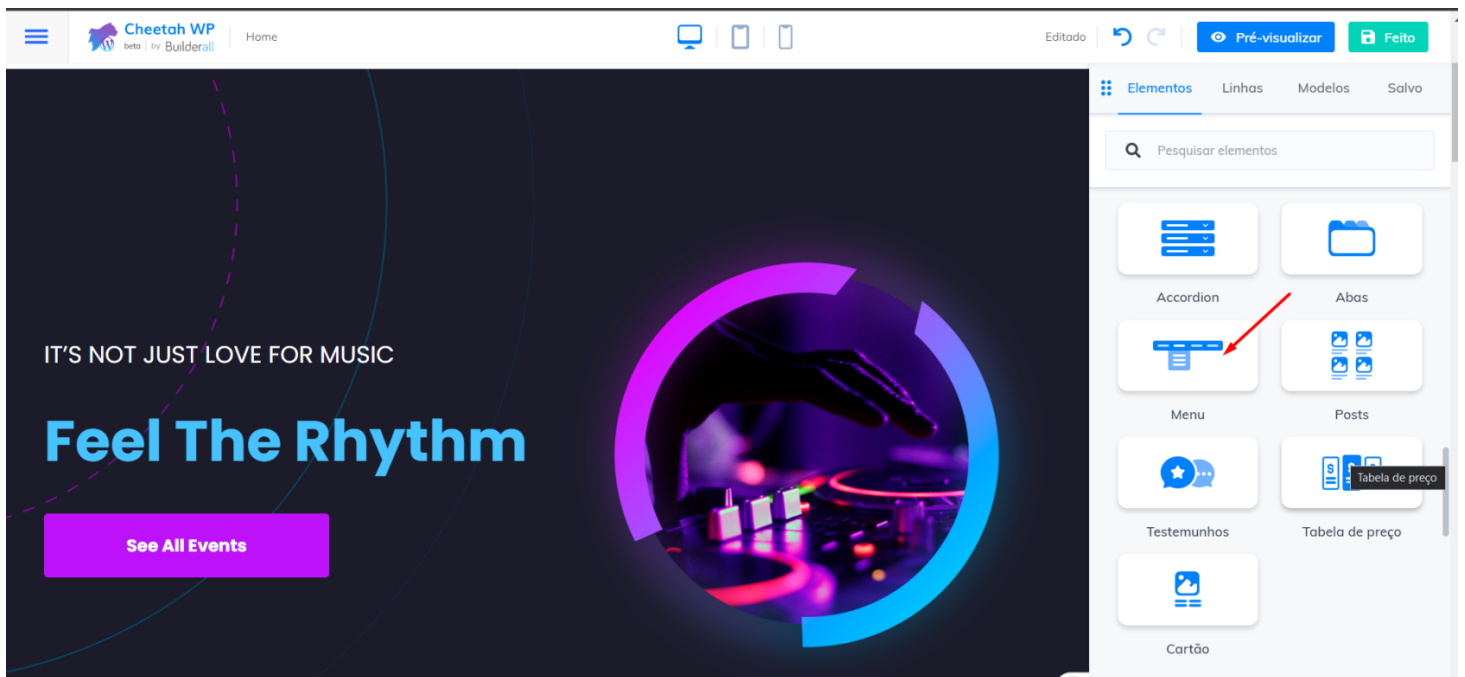 Cheetah WP
beta | by Builderall
Home
Editado
Pré-visualizar
Feito
Elementos Linhas Modelos Salvo
Pesquisar elementos
Accordion Abas
Menu Posts
Tabela de preço
Testemunhos Tabela de preço
Cartão
IT'S NOT JUST LOVE FOR MUSIC
Feel The Rhythm
See All Events